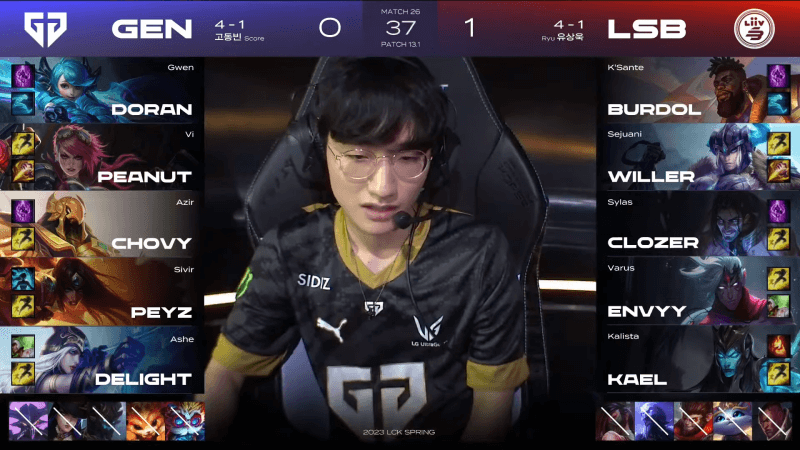 GEN
4 - 1
고동빈 Score
0
MATCH 26
37
PATCH 13.1
1
4 - 1
Ryu 유상욱
LSB
Liiv
Gwen
DORAN
Vi
PEANUT
Azir
CHOVY
Sivir
PEYZ
Ashe
DELIGHT
K'Sante
BURDOL
Sejuani
WILLER
Sylas
CLOZER
Varus
ENVYY
Kalista
KAEL
SIDIZ
LG UltraGear
2023 LCK SPRING